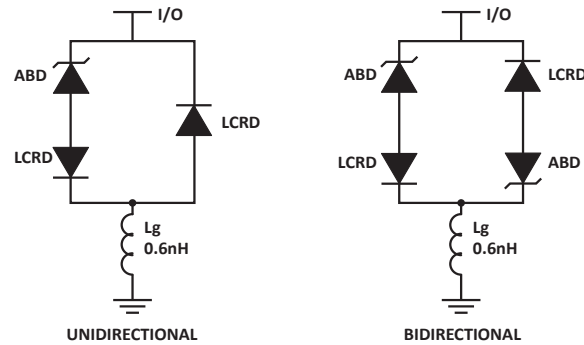 I/O
ABD
LCRD
LCRD
Lg
0.6nH
UNIDIRECTIONAL
I/O
ABD
LCRD
LCRD
ABD
Lg
0.6nH
BIDIRECTIONAL